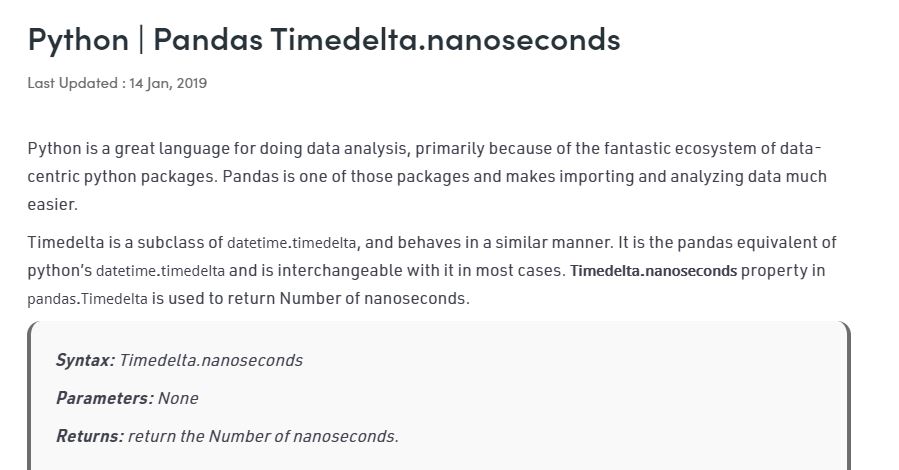 Python | Pandas Timedelta.nanoseconds
Last Updated : 14 Jan, 2019
Python is a great language for doing data analysis, primarily because of the fantastic ecosystem of data-
centric python packages. Pandas is one of those packages and makes importing and analyzing data much
easier.
Timedelta is a subclass of datetime.timedelta, and behaves in a similar manner. It is the pandas equivalent of
python’s datetime.timedelta and is interchangeable with it in most cases. Timedelta.nanoseconds property in
pandas.Timedelta is used to return Number of nanoseconds.
Syntax: Timedelta.nanoseconds
Parameters: None
Returns: return the Number of nanoseconds.